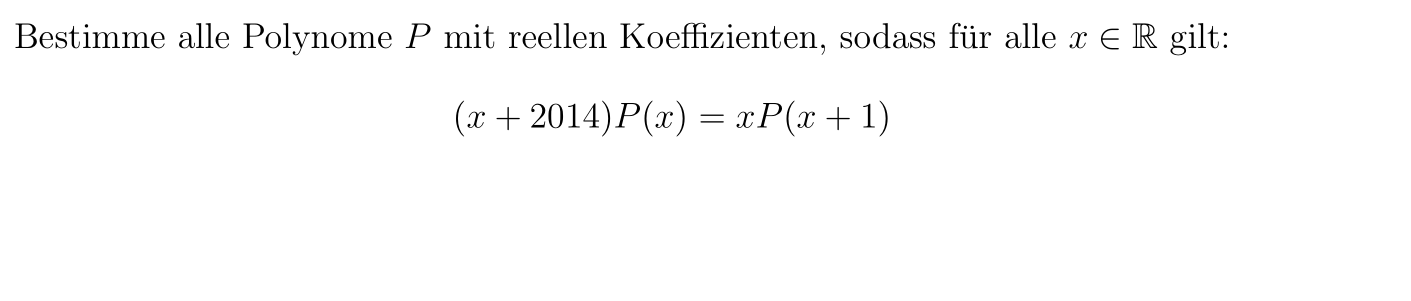 Bestimme alle Polynome P mit reellen Koeffizienten, sodass für alle x ∈ ℝ gilt:
(x + 2014)P(x) = xP(x + 1)